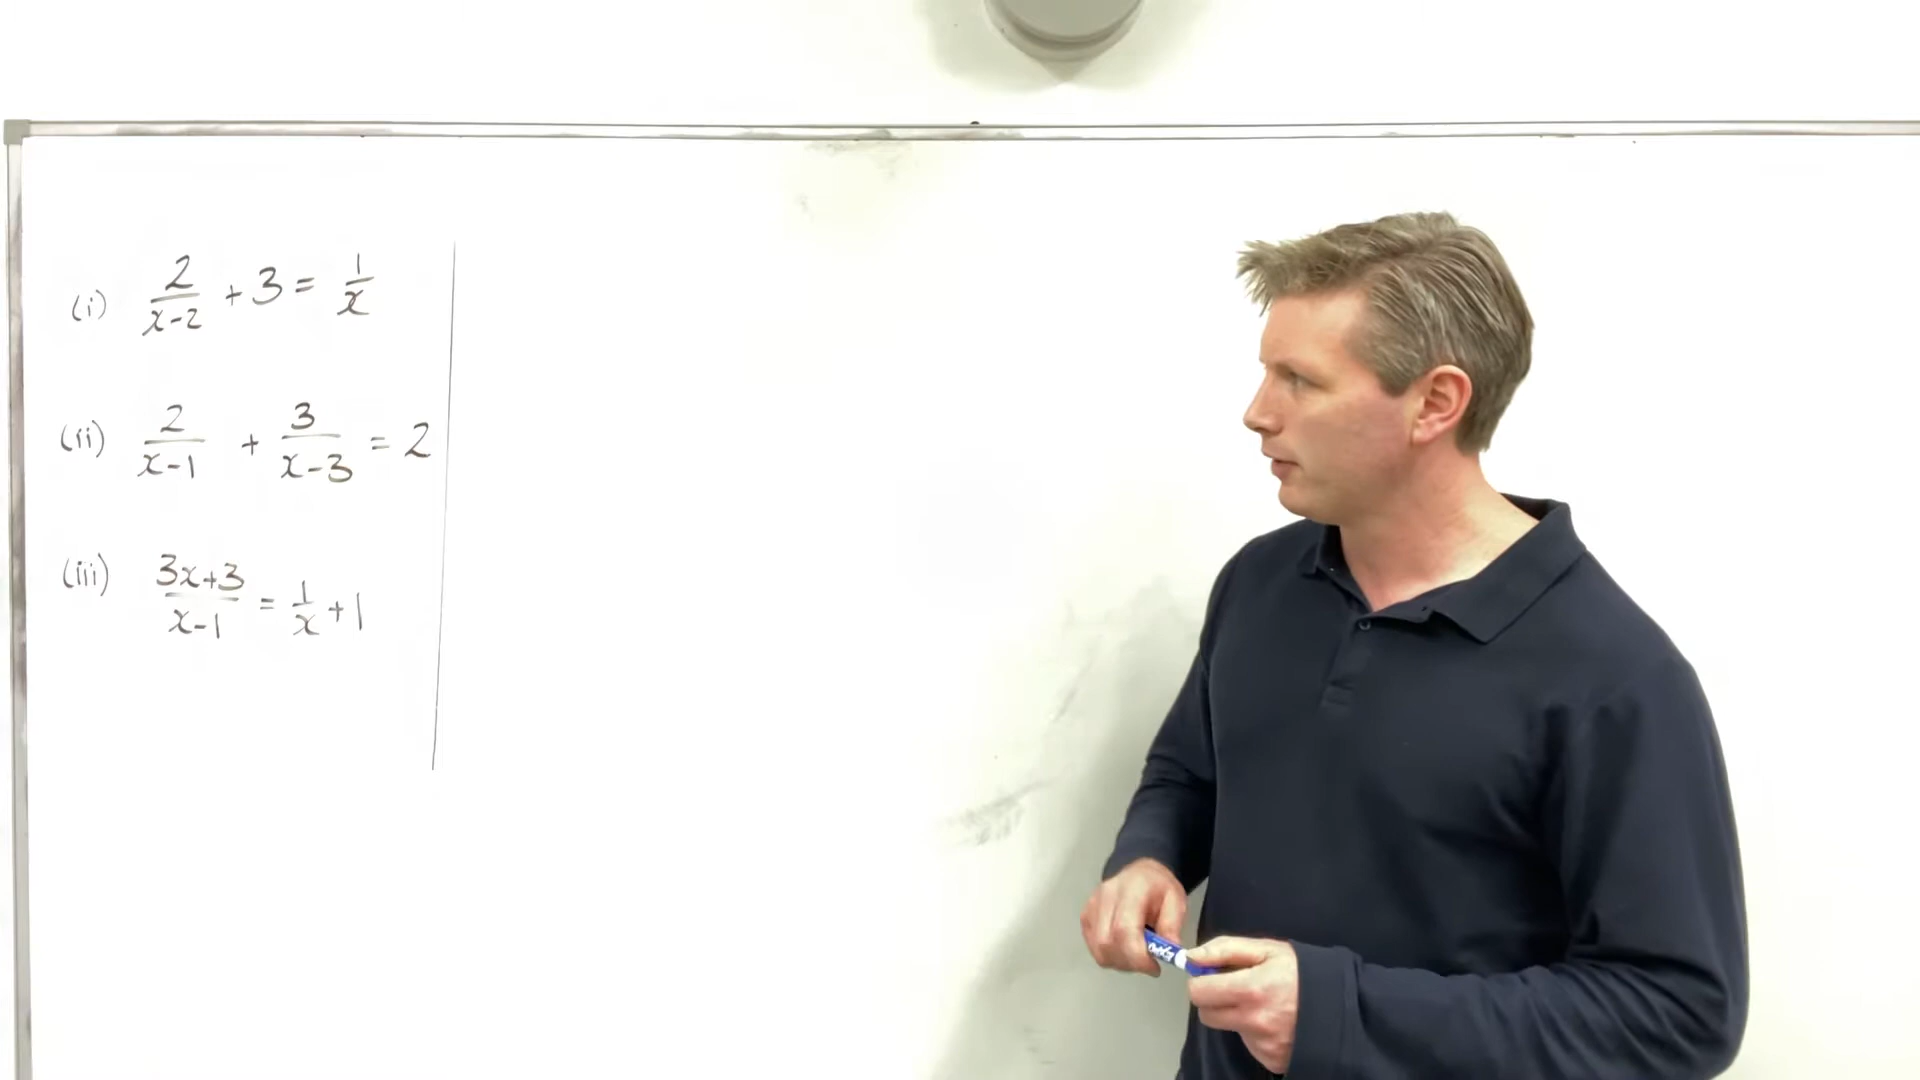 (i) 2/(x-2) + 3 = 1/x
(ii) 2/(x-1) + 3/(x-3) = 2
(iii) (3x+3)/(x-1) = 1/x + 1